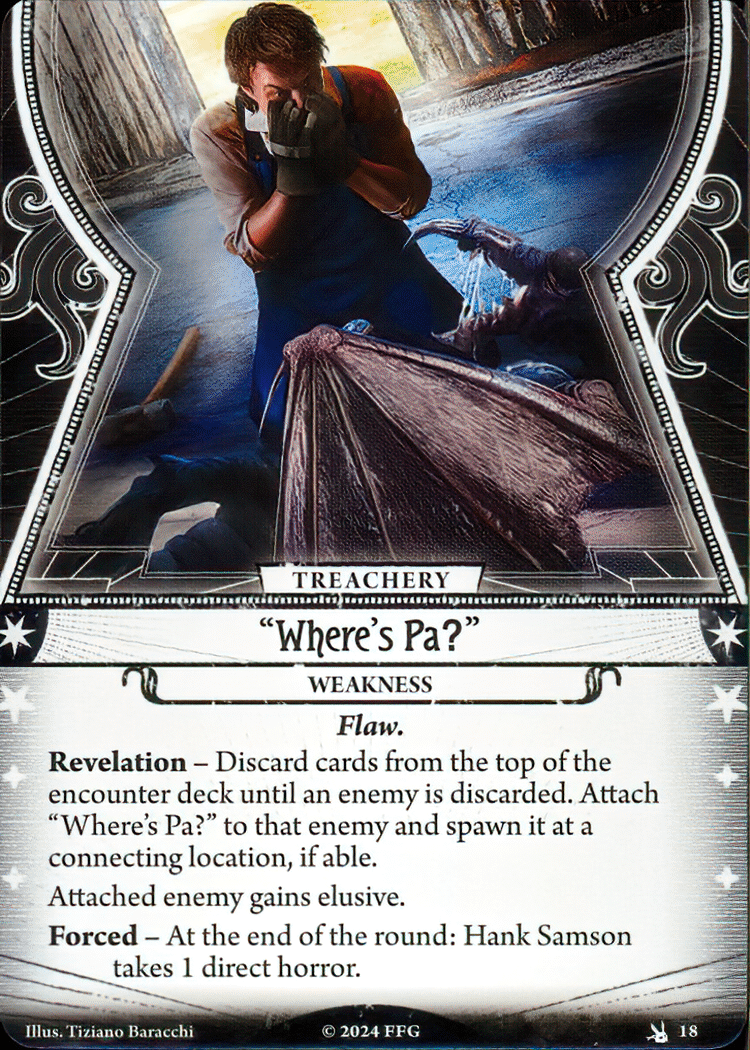 TREACHERY
“Where’s Pa?”
WEAKNESS
Flaw.
Revelation – Discard cards from the top of the
encounter deck until an enemy is discarded. Attach
“Where’s Pa?” to that enemy and spawn it at a
connecting location, if able.
Attached enemy gains elusive.
Forced – At the end of the round: Hank Samson
takes 1 direct horror.
Illus. Tiziano Baracchi
© 2024 FFG
18